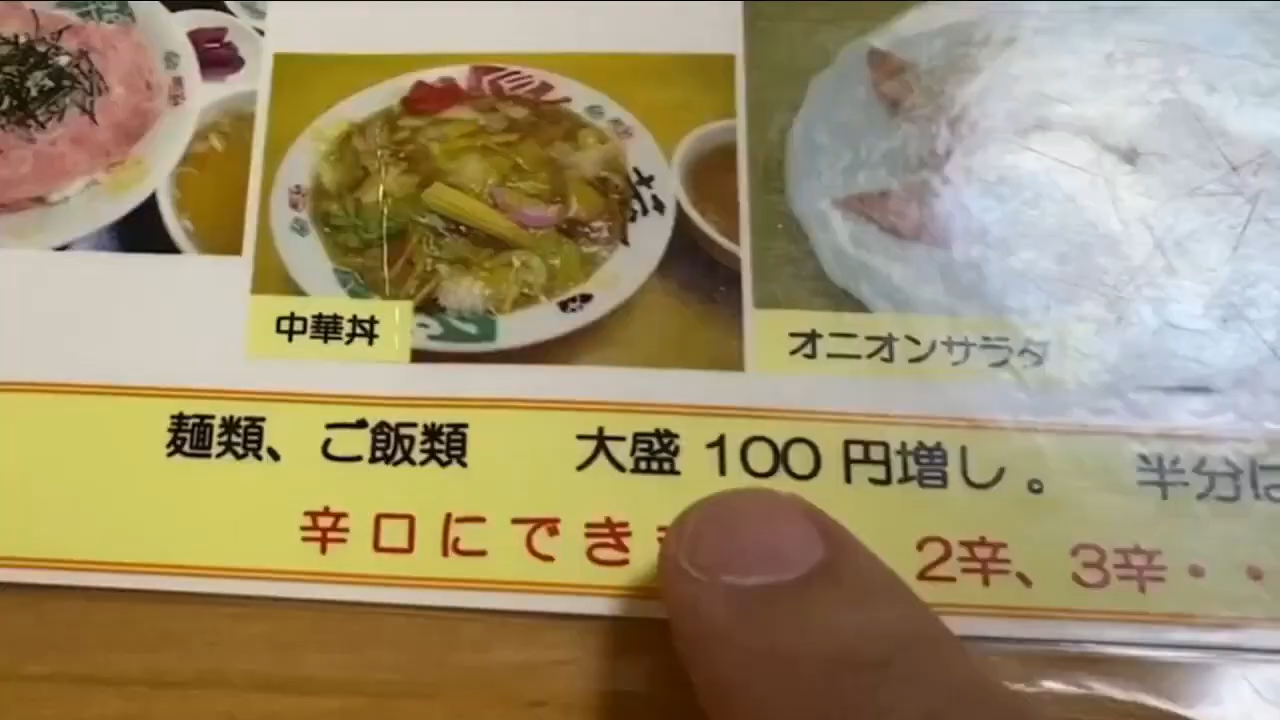 中華丼
オニオンサラダ
麺類、ご飯類 大盛 100 円増し。 半分は
辛口にでき 2辛、3辛・・